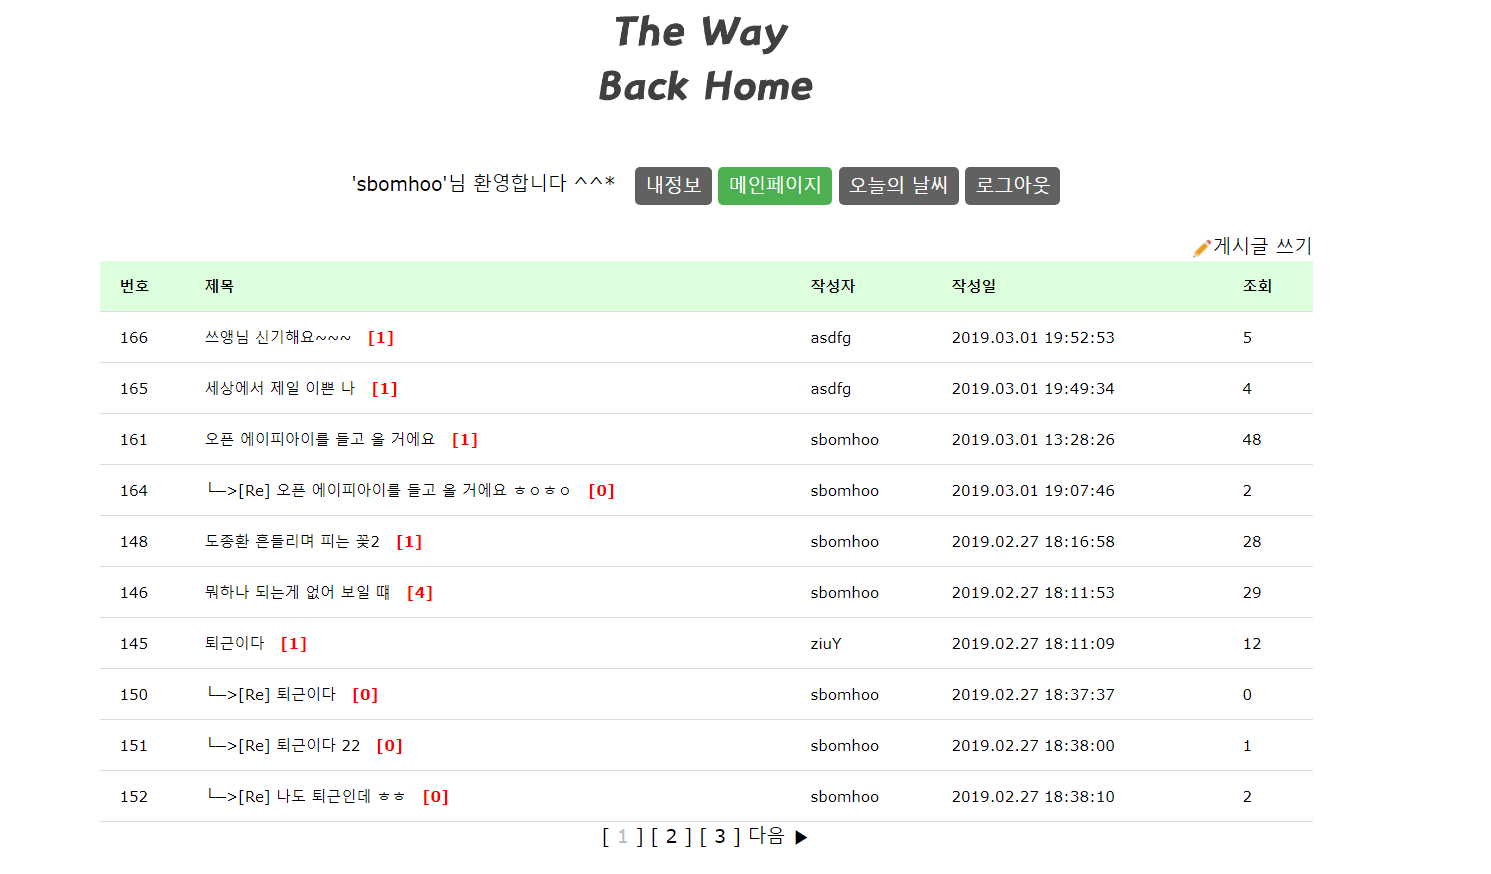 The Way
Back Home
'sbomhoo'님 환영합니다 ^^* 내정보 메인페이지 오늘의 날씨 로그아웃
게시글 쓰기
번호 제목 작성자 작성일 조회
166 쓰앵님 신기해요~~~ [1] asdfg 2019.03.01 19:52:53 5
165 세상에서 제일 이쁜 나 [1] asdfg 2019.03.01 19:49:34 4
161 오픈 에이피아이를 들고 올 거에요 [1] sbomhoo 2019.03.01 13:28:26 48
164 └─>[Re] 오픈 에이피아이를 들고 올 거에요 ㅎㅇㅎㅇ [0] sbomhoo 2019.03.01 19:07:46 2
148 도종환 흔들리며 피는 꽃2 [1] sbomhoo 2019.02.27 18:16:58 28
146 뭐하나 되는게 없어 보일 떄 [4] sbomhoo 2019.02.27 18:11:53 29
145 퇴근이다 [1] ziuY 2019.02.27 18:11:09 12
150 └─>[Re] 퇴근이다 [0] sbomhoo 2019.02.27 18:37:37 0
151 └─>[Re] 퇴근이다 22 [0] sbomhoo 2019.02.27 18:38:00 1
152 └─>[Re] 나도 퇴근인데 ㅎㅎ [0] sbomhoo 2019.02.27 18:38:10 2
[ 1 ] [ 2 ] [ 3 ] 다음 ▶